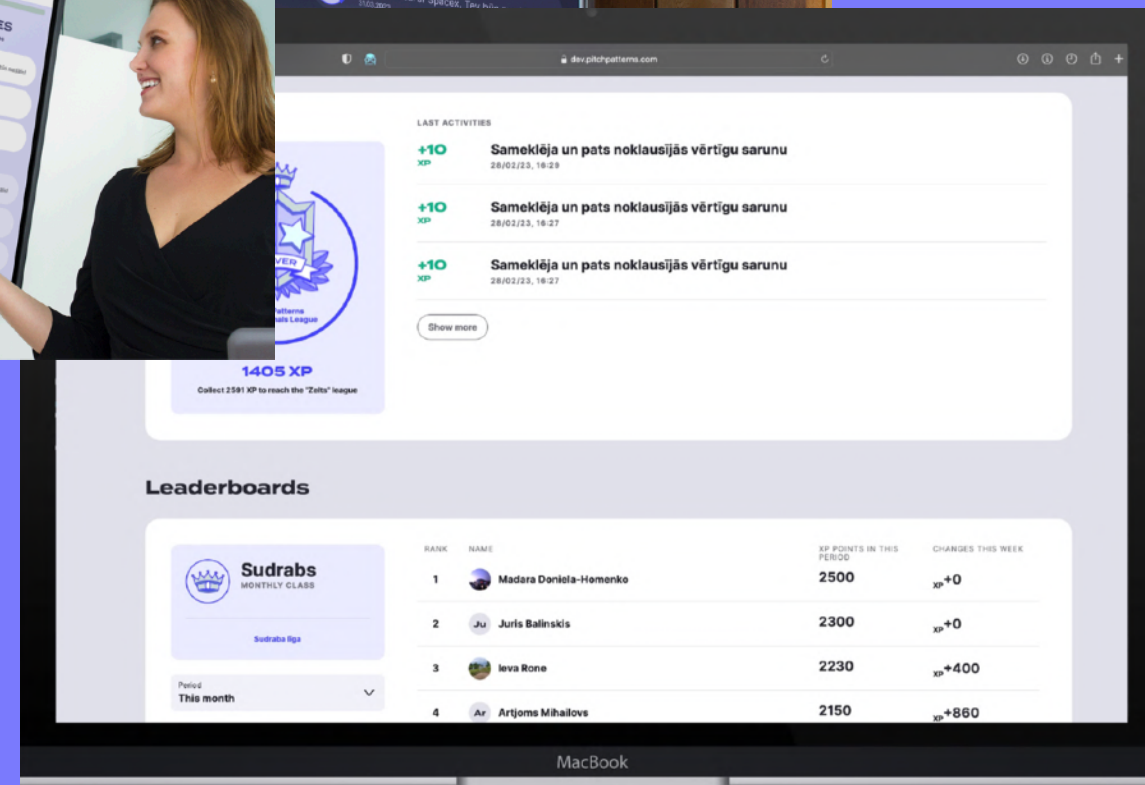 31.03.2023
dev.pitchpatterns.com
LAST ACTIVITIES
+10
XP
Sameklēja un pats noklausījās vērtīgu sarunu
28/02/23, 16:29
+10
XP
Sameklēja un pats noklausījās vērtīgu sarunu
28/02/23, 16:27
+10
XP
Sameklēja un pats noklausījās vērtīgu sarunu
28/02/23, 16:27
Show more
1405 XP
Collect 2591 XP to reach the "Zelts" league
Leaderboards
Sudrabs
MONTHLY CLASS
Sudraba līga
Period
This month
RANK NAME XP POINTS IN THIS
PERIOD CHANGES THIS WEEK
1 Madara Doniela-Homenko 2500 XP+0
2 Ju Juris Balinskis 2300 XP+0
3 Ieva Rone 2230 XP+400
4 Ar Artjoms Mihailovs 2150 XP+860
MacBook